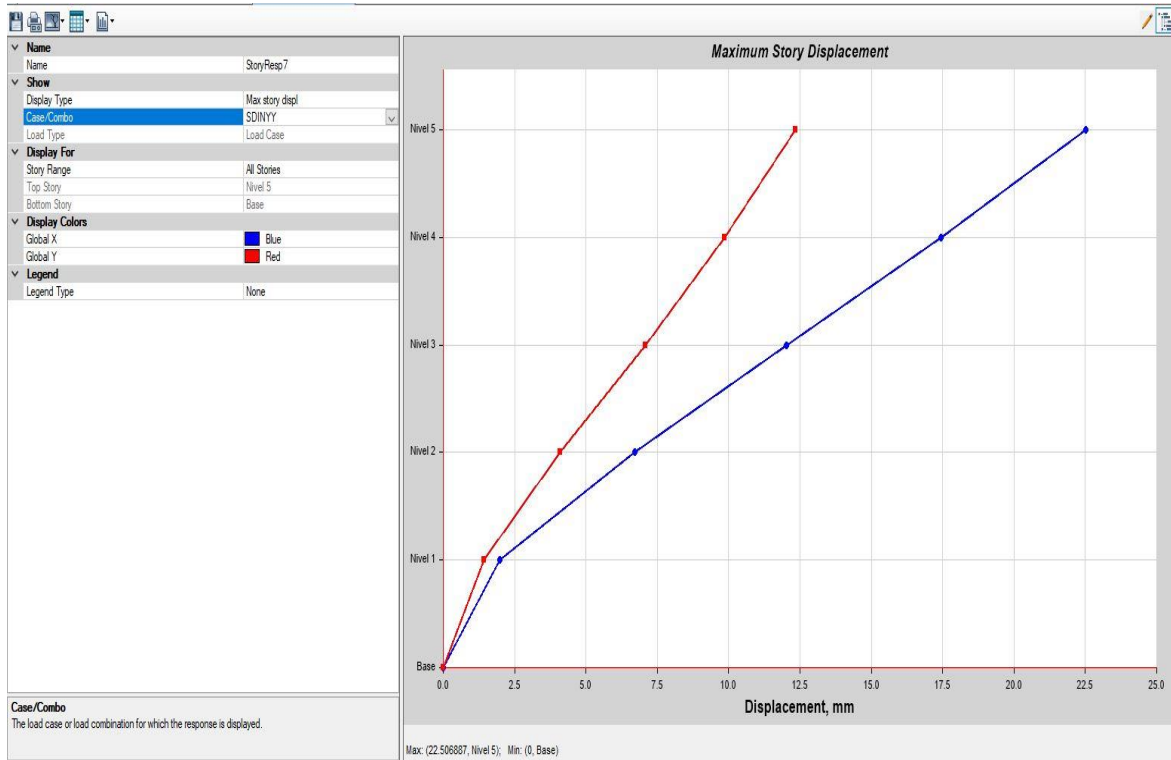 Name
Name StoryResp7
Show
Display Type Max story displ
Case/Combo SDINYY
Load Type Load Case
Display For
Story Range All Stories
Top Story Nivel 5
Bottom Story Base
Display Colors
Global X Blue
Global Y Red
Legend
Legend Type None
Case/Combo
The load case or load combination for which the response is displayed.
Maximum Story Displacement
Nivel 5
Nivel 4
Nivel 3
Nivel 2
Nivel 1
Base
0.0 2.5 5.0 7.5 10.0 12.5 15.0 17.5 20.0 22.5 25.0
Displacement, mm
Max: (22.506887, Nivel 5); Min: (0, Base)